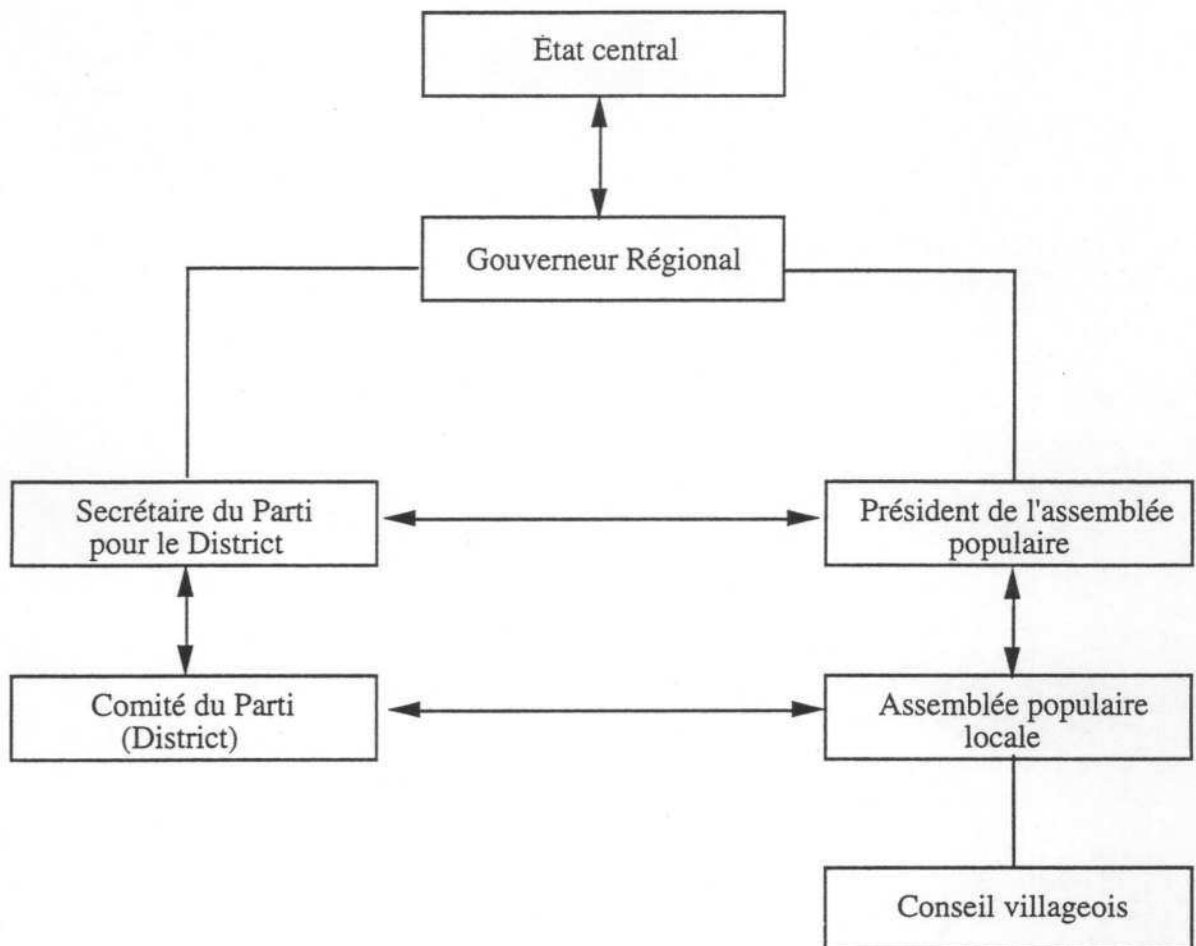 État central
Gouverneur Régional
Secrétaire du Parti
pour le District
Président de l'assemblée
populaire
Comité du Parti
(District)
Assemblée populaire
locale
Conseil villageois